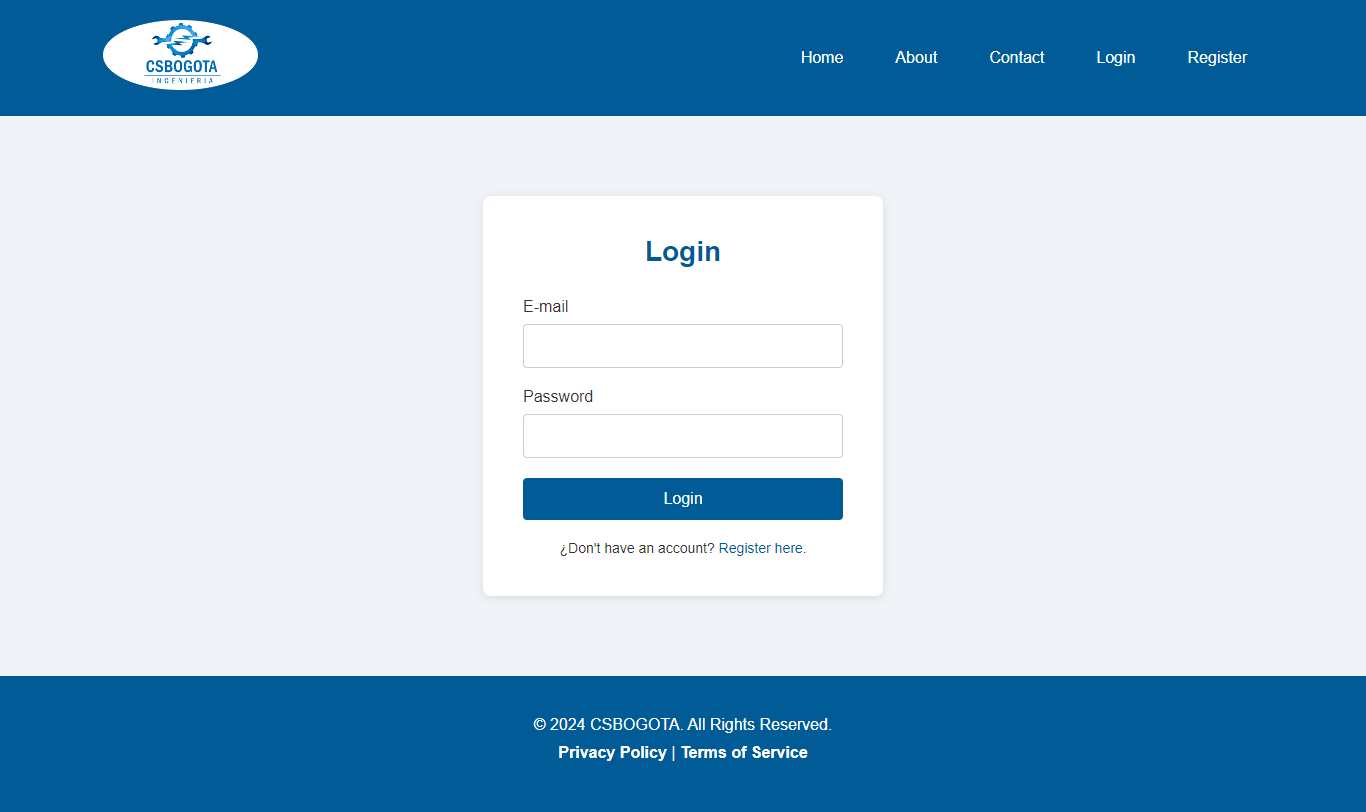 CSBOGOTA
INGENIERIA
Home About Contact Login Register
Login
E-mail
Password
Login
¿Don't have an account? Register here.
© 2024 CSBOGOTA. All Rights Reserved.
Privacy Policy | Terms of Service